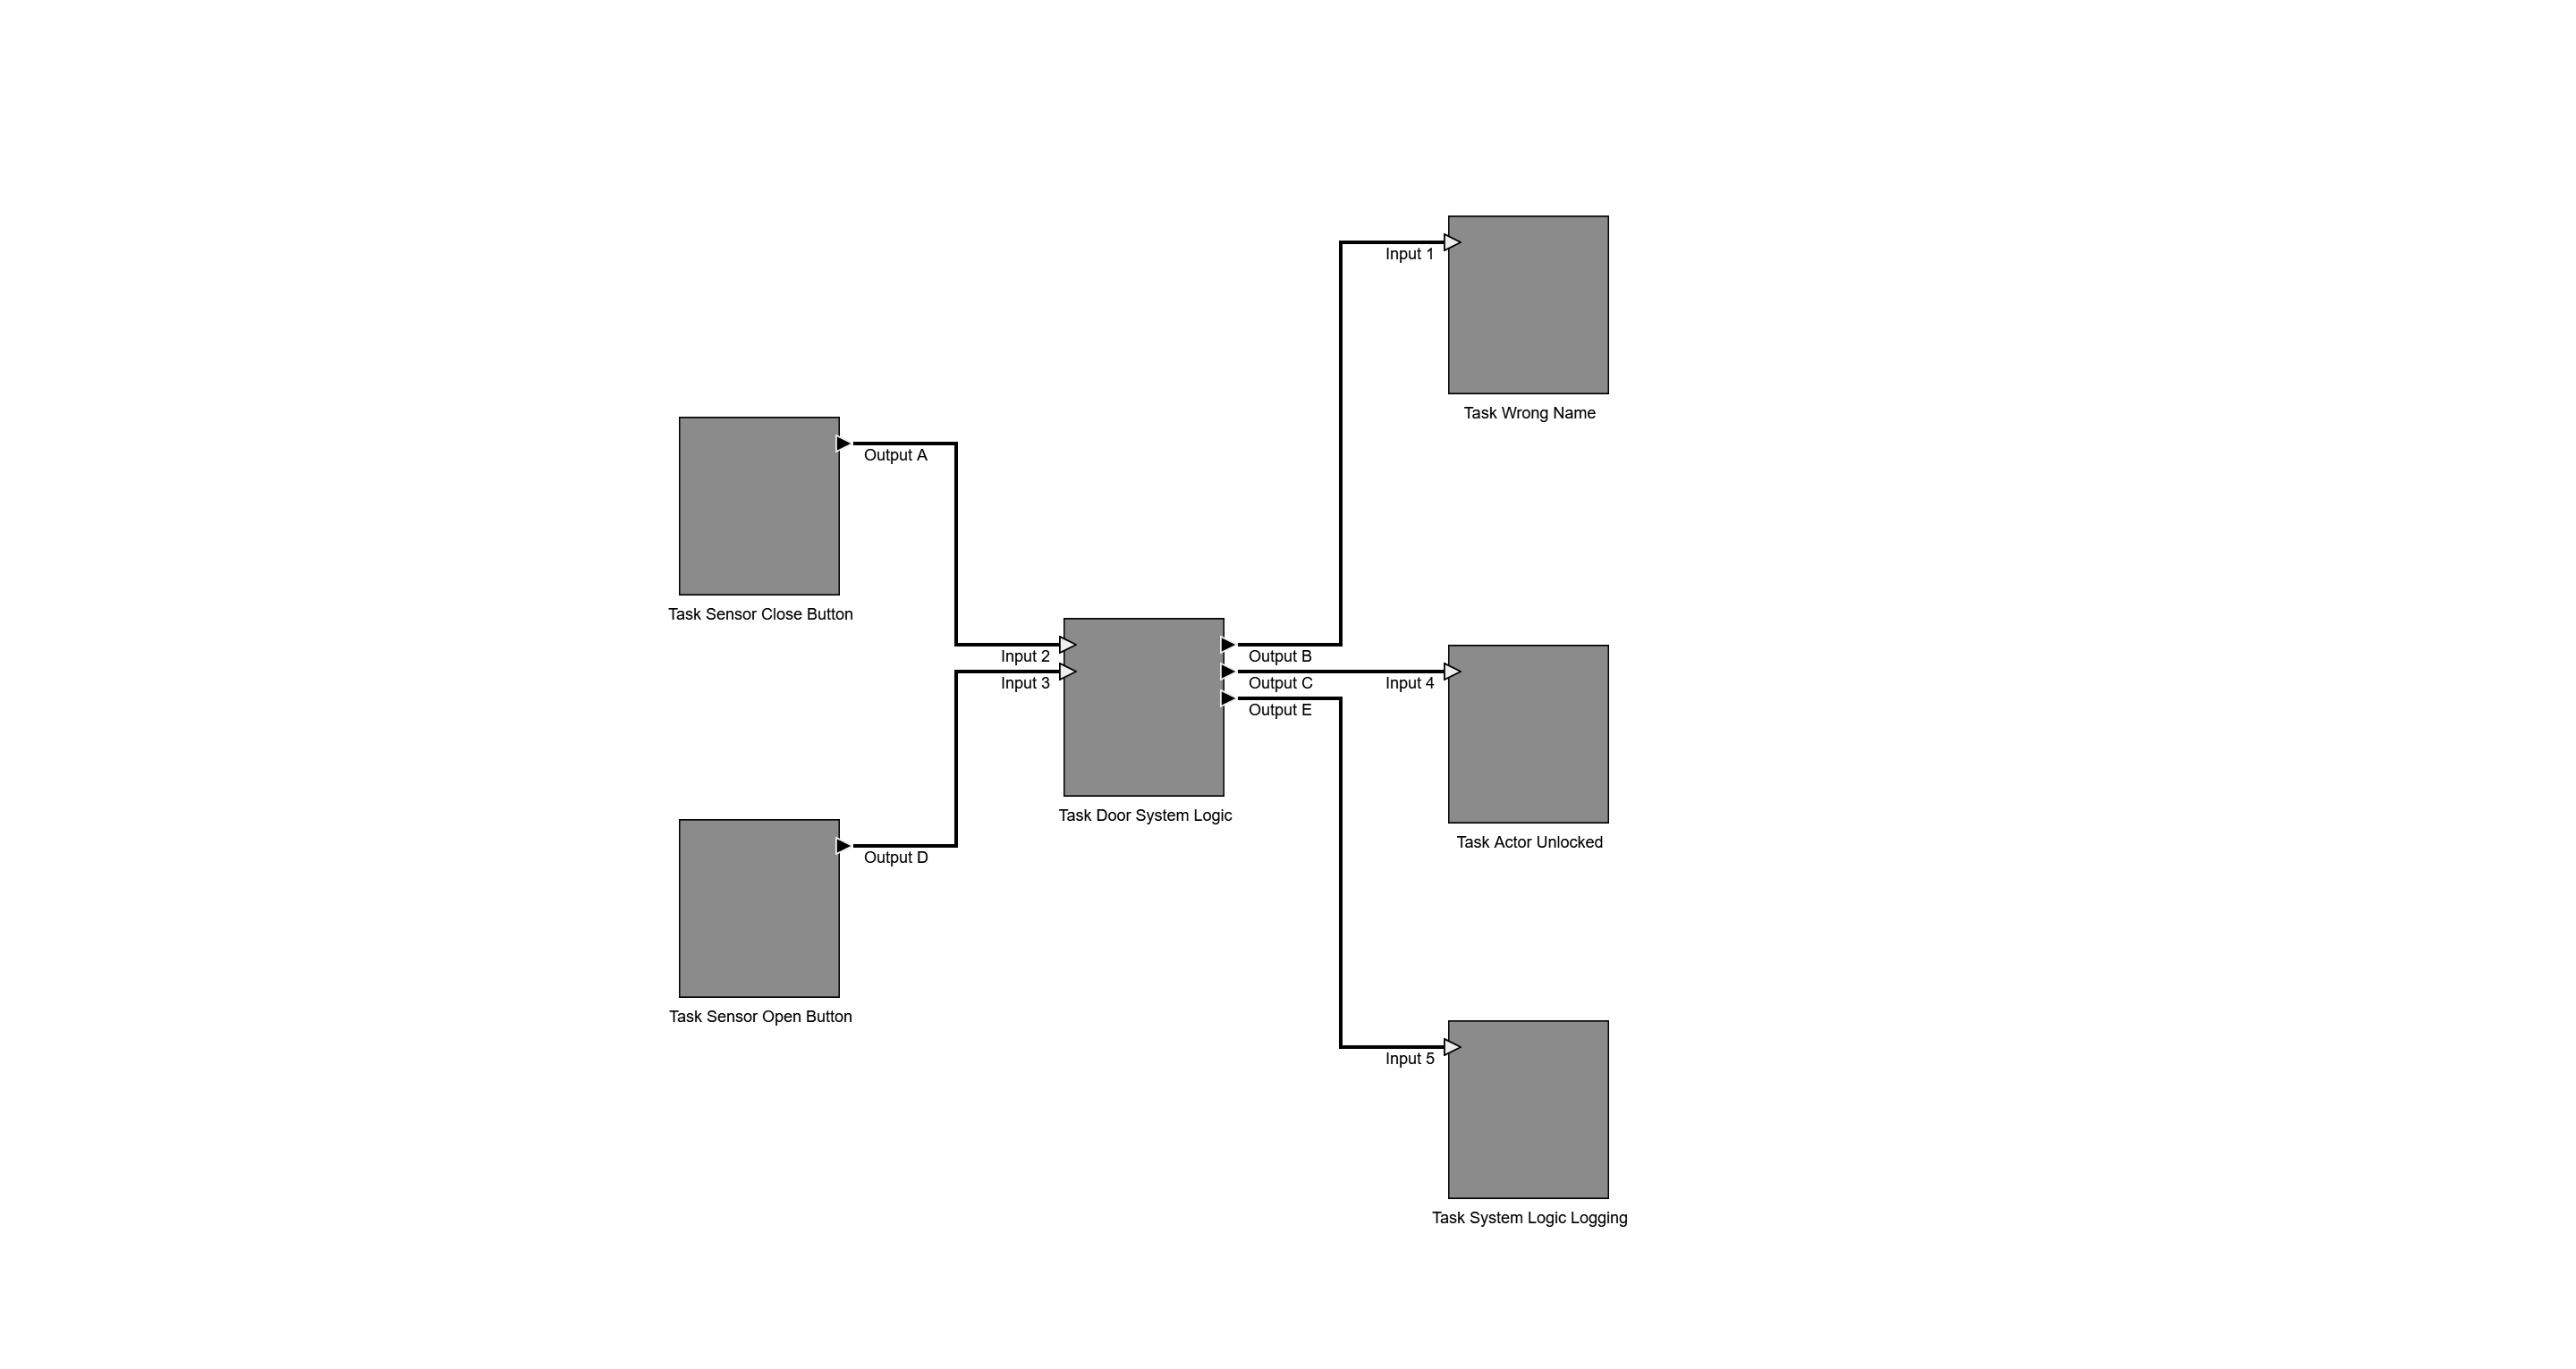 Input 1
Task Wrong Name
Output A
Task Sensor Close Button
Input 2
Output B
Input 3
Output C
Input 4
Output E
Task Door System Logic
Task Actor Unlocked
Output D
Task Sensor Open Button
Input 5
Task System Logic Logging